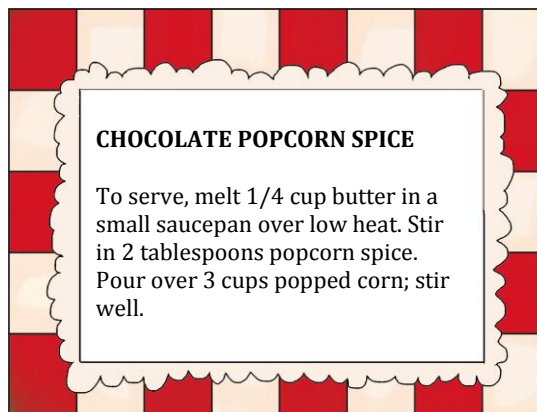 CHOCOLATE POPCORN SPICE
To serve, melt 1/4 cup butter in a
small saucepan over low heat. Stir
in 2 tablespoons popcorn spice.
Pour over 3 cups popped corn; stir
well.